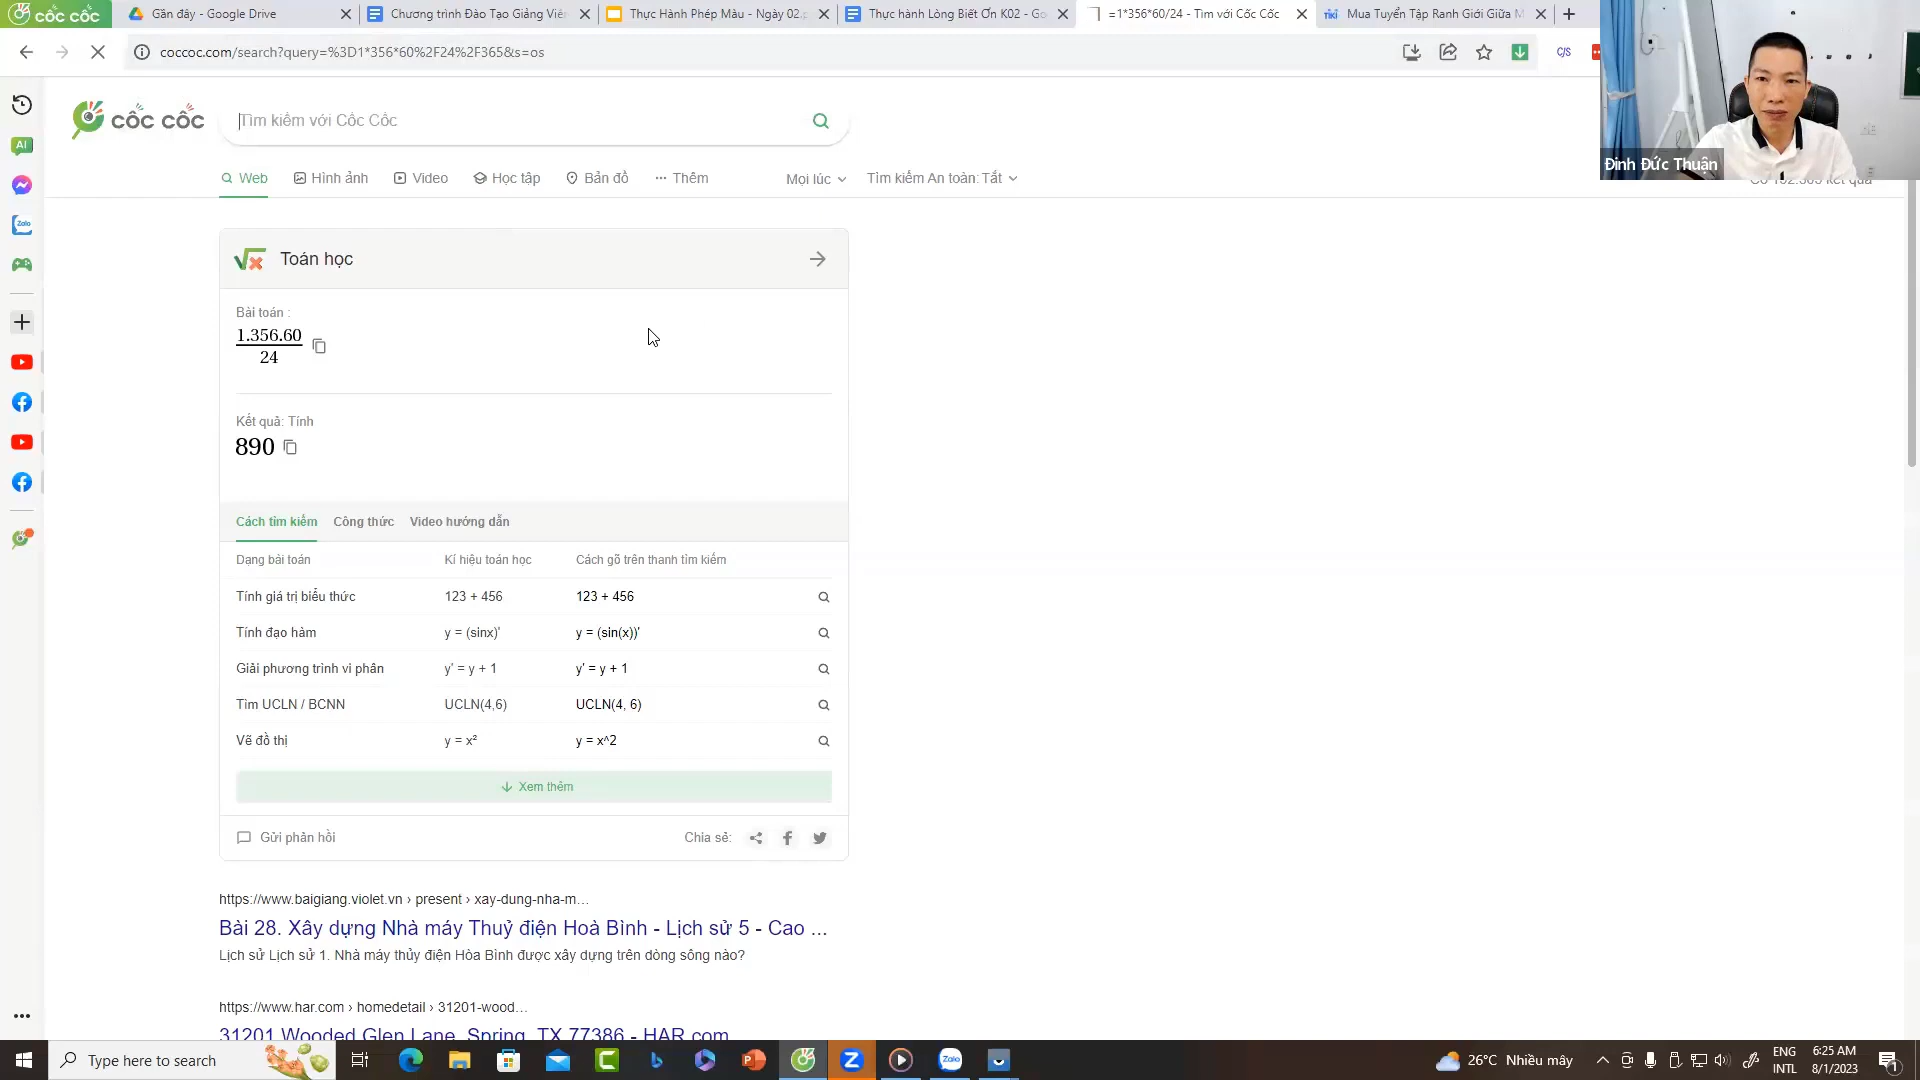 cốc cốc
Gần đây - Google Drive
Chương trình Đào Tạo Giảng Viên
Thực Hành Phép Màu - Ngày 02.p
Thực hành Lòng Biết Ơn K02 - Go
=1*356*60/24 - Tìm với Cốc Cốc
TIKI
Mua Tuyển Tập Ranh Giới Giữa M
coccoc.com/search?query=%3D1*356*60%2F24%2F365&s=os
C/S
Đinh Đức Thuận
AI
Zalo
cốc cốc
Tìm kiếm với Cốc Cốc
Web
Hình ảnh
Video
Học tập
Bản đồ
Thêm
Mọi lúc
Tìm kiếm An toàn: Tắt
Toán học
Bài toán :
1.356.60
24
Kết quả: Tính
890
Cách tìm kiếm
Công thức
Video hướng dẫn
Dạng bài toán
Kí hiệu toán học
Cách gõ trên thanh tìm kiếm
Tính giá trị biểu thức
123 + 456
123 + 456
Tính đạo hàm
y = (sinx)'
y = (sin(x))'
Giải phương trình vi phân
y' = y + 1
y' = y + 1
Tìm UCLN / BCNN
UCLN(4,6)
UCLN(4, 6)
Vẽ đồ thị
y = x²
y = x^2
Xem thêm
Gửi phản hồi
Chia sẻ:
https://www.baigiang.violet.vn › present › xay-dung-nha-m...
Bài 28. Xây dựng Nhà máy Thuỷ điện Hoà Bình - Lịch sử 5 - Cao ...
Lịch sử Lịch sử 1. Nhà máy thủy điện Hòa Bình được xây dựng trên dòng sông nào?
https://www.har.com › homedetail › 31201-wood...
31201 Wooded Glen Lane, Spring, TX 77386 - HAR.com
Type here to search
Zalo
26°C Nhiều mây
ENG
INTL
6:25 AM
8/1/2023
1